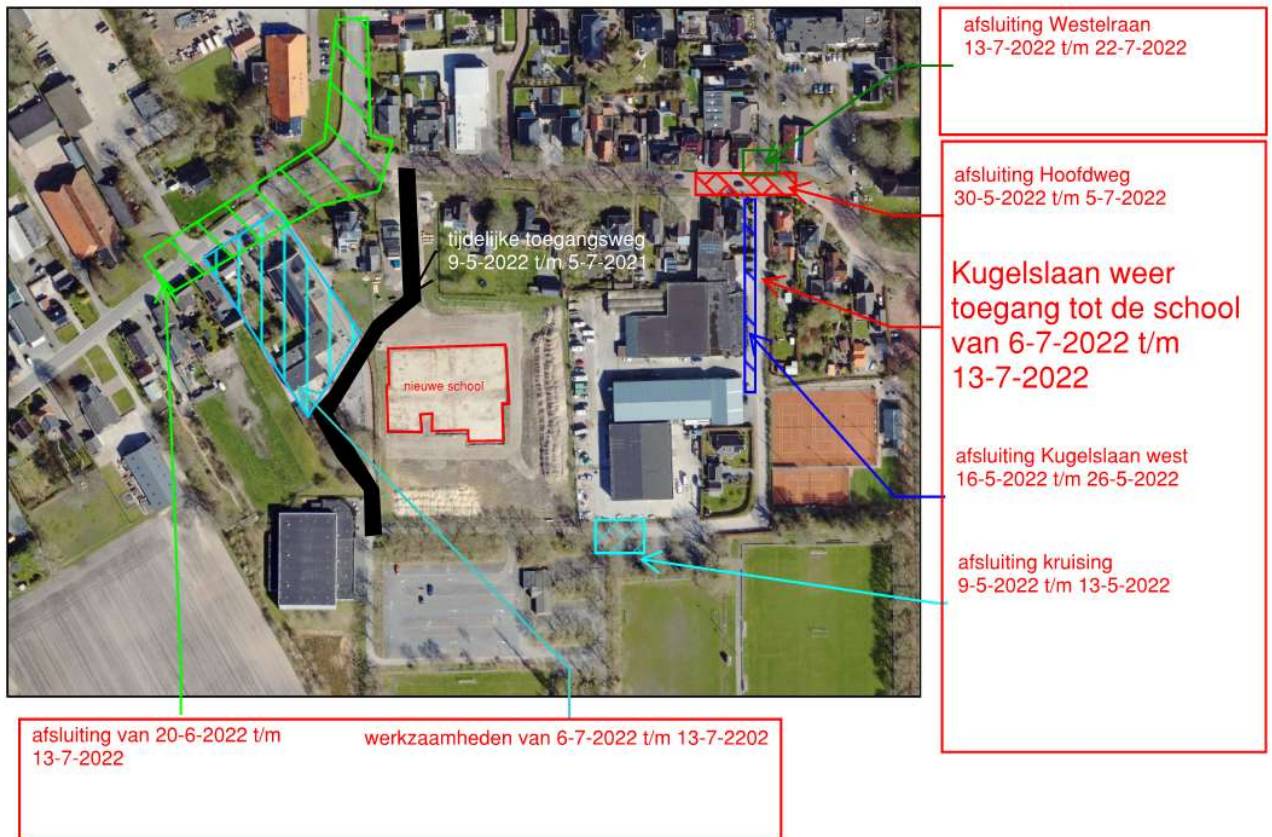 afsluiting Westelraan
13-7-2022 t/m 22-7-2022
afsluiting Hoofdweg
30-5-2022 t/m 5-7-2022
Kugelslaan weer
toegang tot de school
van 6-7-2022 t/m
13-7-2022
afsluiting Kugelslaan west
16-5-2022 t/m 26-5-2022
afsluiting kruising
9-5-2022 t/m 13-5-2022
tijdelijke toegangsweg
9-5-2022 t/m 5-7-2021
nieuwe school
afsluiting van 20-6-2022 t/m
13-7-2022
werkzaamheden van 6-7-2022 t/m 13-7-2202